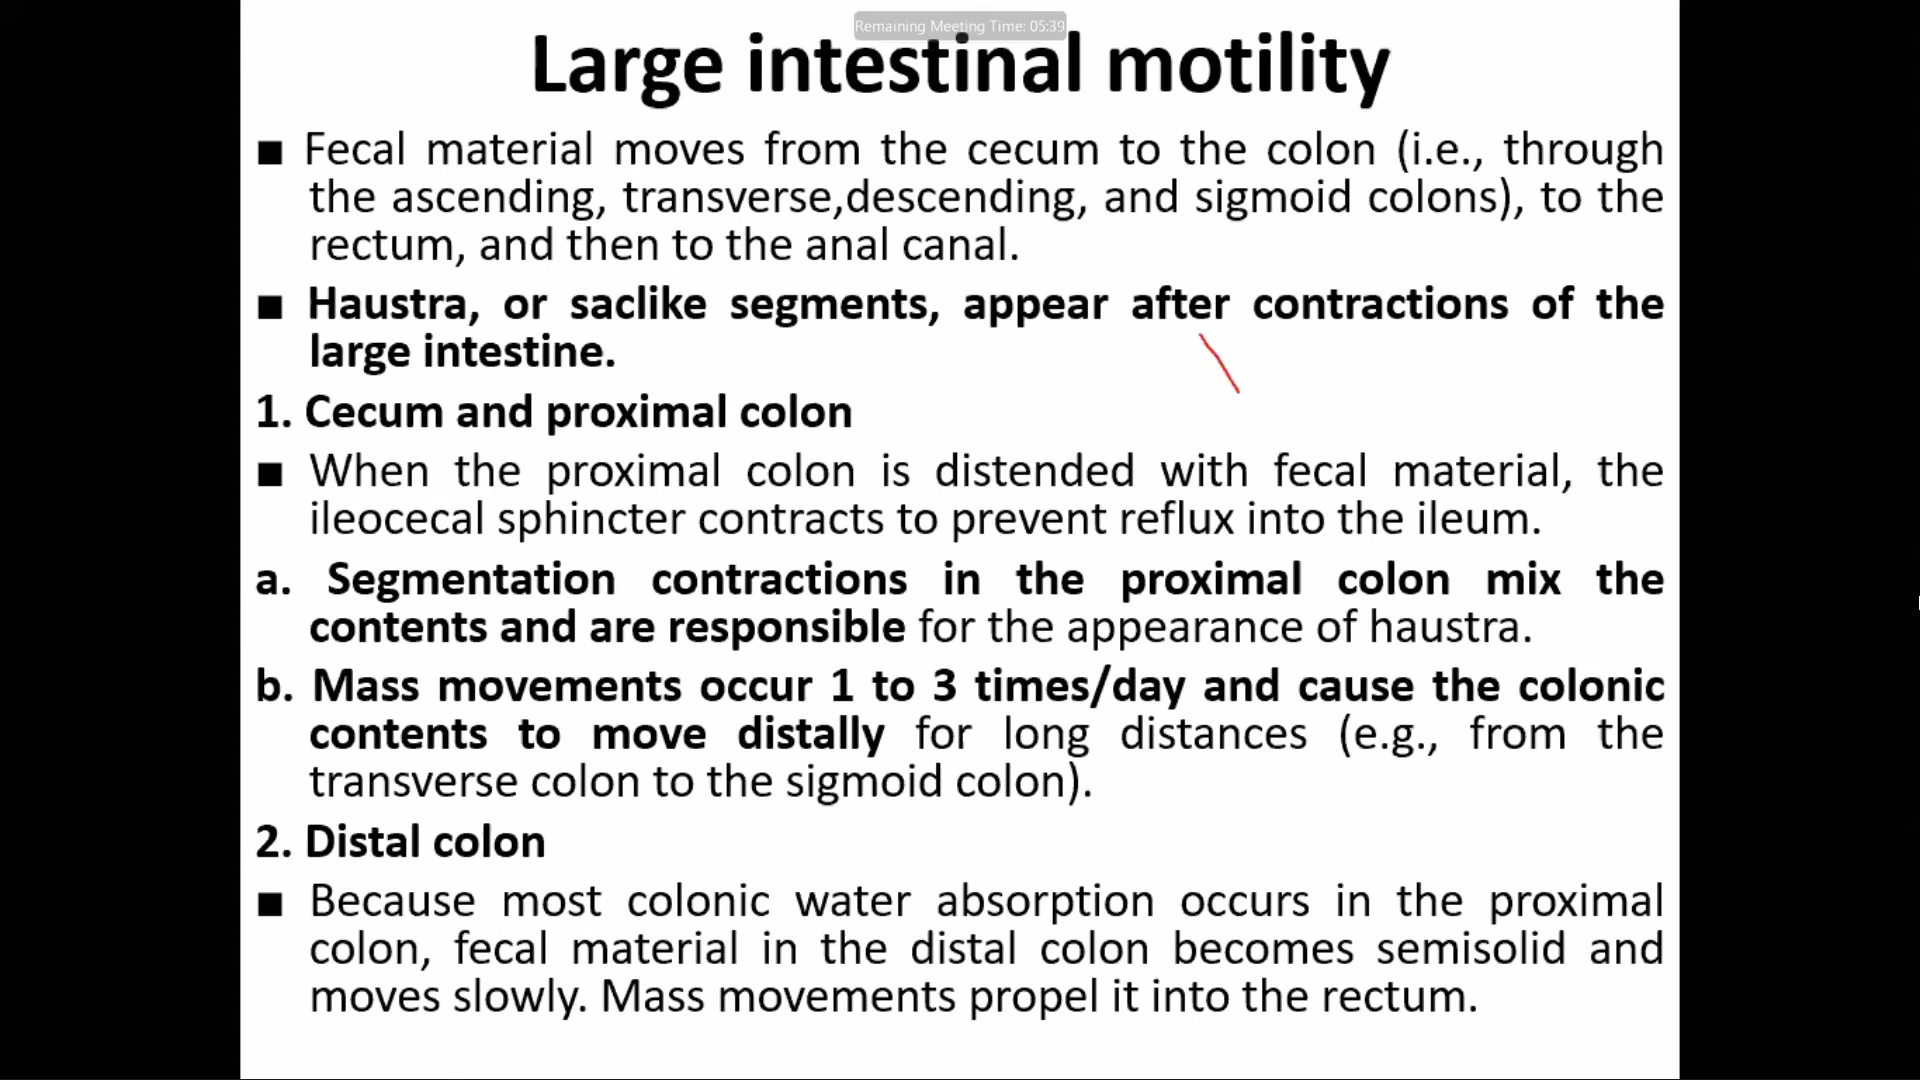 Remaining Meeting Time: 05:39
Large intestinal motility
■ Fecal material moves from the cecum to the colon (i.e., through
the ascending, transverse,descending, and sigmoid colons), to the
rectum, and then to the anal canal.
■ Haustra, or saclike segments, appear after contractions of the
large intestine.
1. Cecum and proximal colon
■ When the proximal colon is distended with fecal material, the
ileocecal sphincter contracts to prevent reflux into the ileum.
a. Segmentation contractions in the proximal colon mix the
contents and are responsible for the appearance of haustra.
b. Mass movements occur 1 to 3 times/day and cause the colonic
contents to move distally for long distances (e.g., from the
transverse colon to the sigmoid colon).
2. Distal colon
■ Because most colonic water absorption occurs in the proximal
colon, fecal material in the distal colon becomes semisolid and
moves slowly. Mass movements propel it into the rectum.